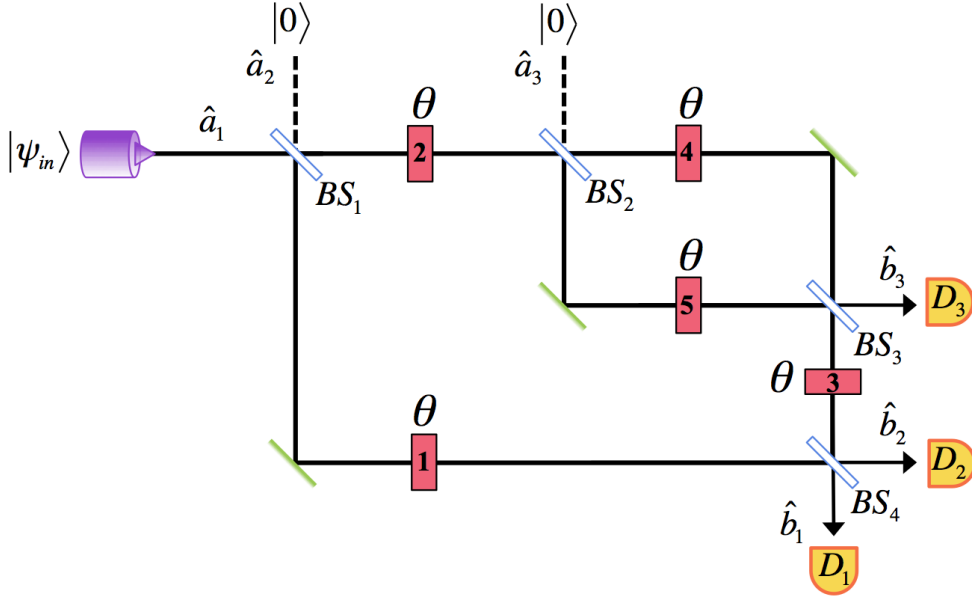 |0⟩ |0⟩
â₂ â₃
θ θ
â₁
|ψᵢₙ⟩ 2 4
BS₁ BS₂
θ b̂₃
5 D₃
BS₃
θ 3
θ b̂₂
1 D₂
BS₄
b̂₁
D₁